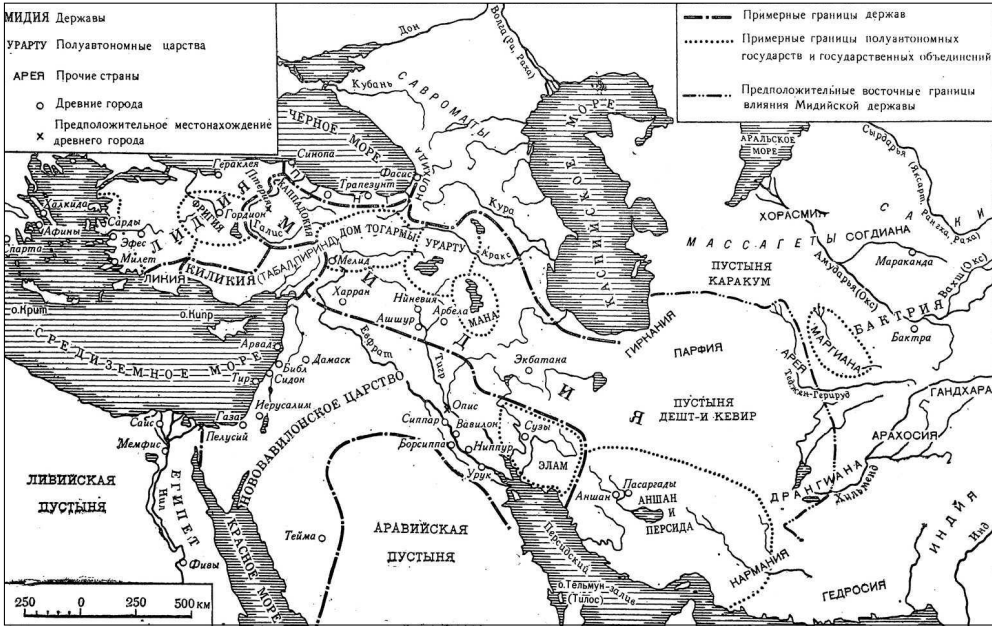 МИДИЯ Державы
УРАРТУ Полуавтономные царства
АРЕЯ Прочие страны
Древние города
Предположительное местонахождение
древнего города
Примерные границы держав
Примерные границы полуавтономных
государств и государственных объединений
Предположительные восточные границы
влияния Мидийской державы
Дон
Волга (Ра, Раха)
Кубань
САВРОМАТЫ
ЧЕРНОЕ
МОРЕ
КАСПИЙСКОЕ МОРЕ
АРАЛЬСКОЕ
МОРЕ
Сырдарья (Яксарт, Ранха, Раха)
САКИ
МАССАГЕТЫ
ХОРАСМИЯ
СОГДИАНА
Мараканда
Амударья (Окс)
Вахш (Окс)
БАКТРИЯ
Бактра
ПУСТЫНЯ
КАРАКУМ
МАРГИАНА
АРЕЯ
Теджен-Герируд
ГАНДХАРА
АРАХОСИЯ
ДРАНГИАНА
Хильменд
ИНДИЯ
Инд
ГЕДРОСИЯ
КАРМАНИЯ
Гераклея
Синопа
Птерия
КАППАДОКИЯ
Трапезунт
Фасис
КОЛХИДА
Кура
Аракс
Халкида
Афины
Спарта
Сарды
Эфес
Милет
ЛИДИЯ
ФРИГИЯ
Гордион
Галис
ДОМ ТОГАРМЫ
УРАРТУ
КИЛИКИЯ
(ТАБАЛ, ПИРИНДУ)
ЛИКИЯ
Мелид
Харран
Ниневия
Арбела
Ашшур
МАНА
МИДИЯ
Экбатана
ГИРКАНИЯ
ПАРФИЯ
ПУСТЫНЯ
ДЕШТ-И КЕВИР
о.Крит
о.Кипр
СРЕДИЗЕМНОЕ МОРЕ
Арвад
Библ
Сидон
Тир
Дамаск
Иерусалим
Газа
Пелусий
Саис
Мемфис
Евфрат
Тигр
Опис
Сиппар
Вавилон
Борсиппа
Ниппур
Урук
Сузы
ЭЛАМ
Пасаргады
Аншан
АНШАН
И
ПЕРСИДА
НОВОВАВИЛОНСКОЕ ЦАРСТВО
ЛИВИЙСКАЯ
ПУСТЫНЯ
ЕГИПЕТ
Нил
Фивы
КРАСНОЕ МОРЕ
Тейма
АРАВИЙСКАЯ
ПУСТЫНЯ
Персидский залив
о.Тельмун
(Тилос)
250 0 250 500 км